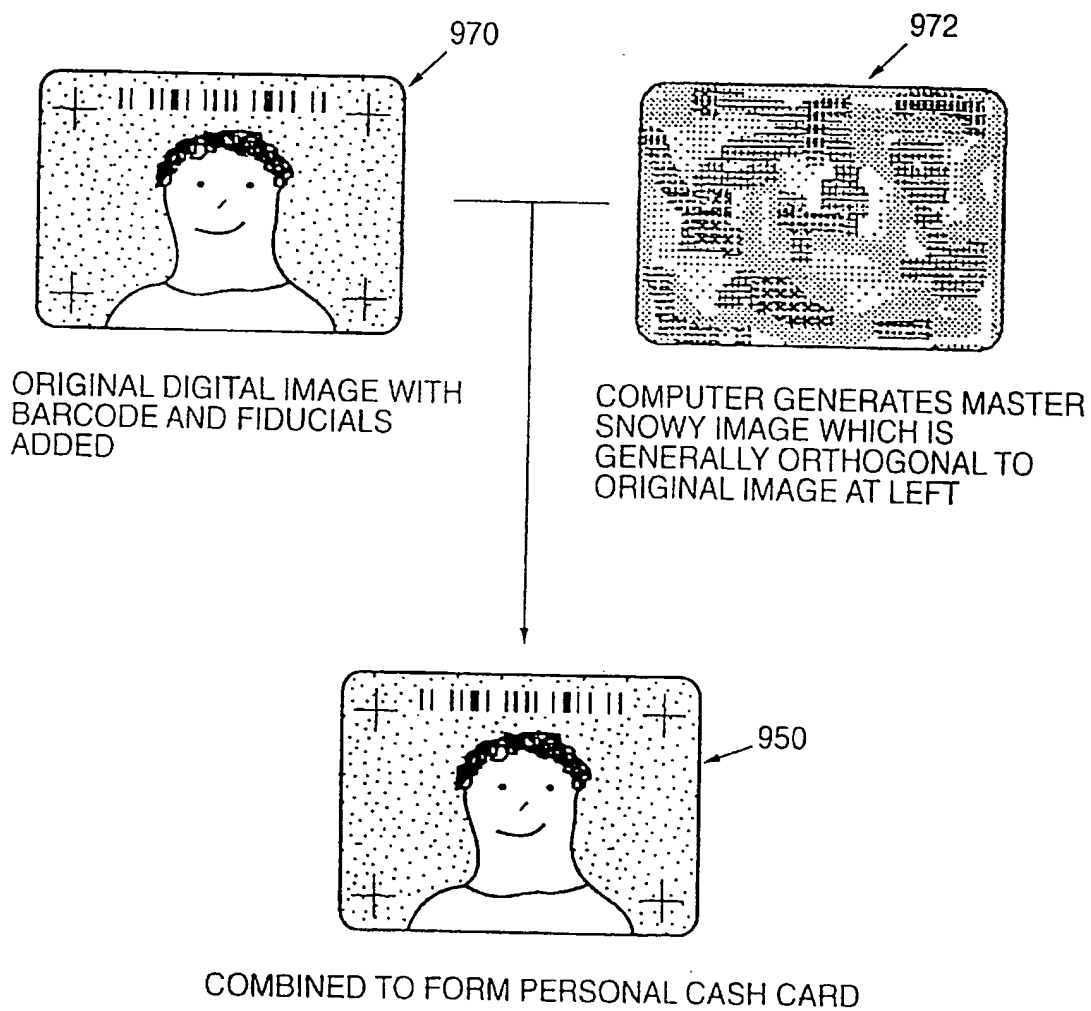 970
972
ORIGINAL DIGITAL IMAGE WITH
BARCODE AND FIDUCIALS
ADDED
COMPUTER GENERATES MASTER
SNOWY IMAGE WHICH IS
GENERALLY ORTHOGONAL TO
ORIGINAL IMAGE AT LEFT
950
COMBINED TO FORM PERSONAL CASH CARD